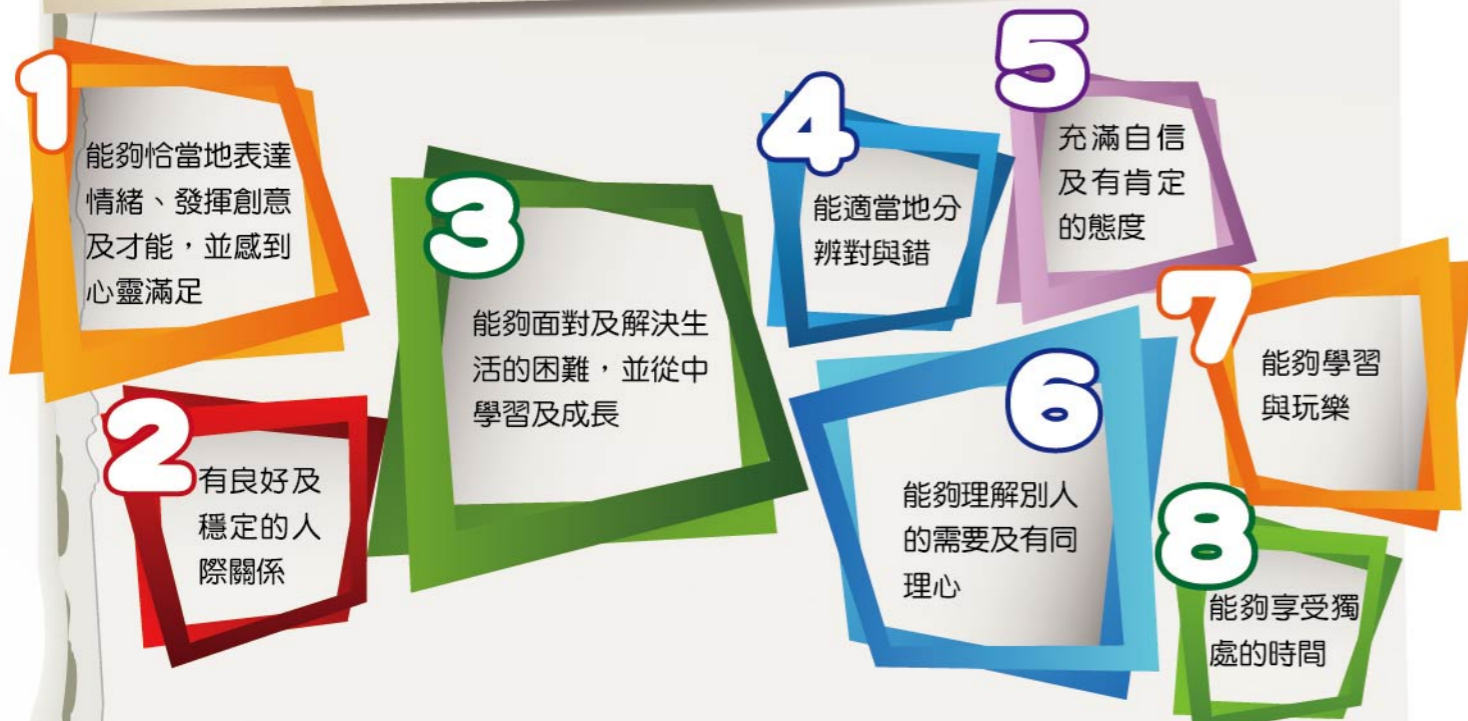 1
能夠恰當地表達
情緒、發揮創意
及才能，並感到
心靈滿足
2
有良好及
穩定的人
際關係
3
能夠面對及解決生
活的困難，並從中
學習及成長
4
能適當地分
辨對與錯
5
充滿自信
及有肯定
的態度
6
能夠理解別人
的需要及有同
理心
7
能夠學習
與玩樂
8
能夠享受獨
處的時間